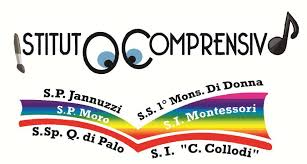 ISTITUTO COMPRENSIVO
S.P. Jannuzzi
S.P. Moro
S.Sp. Q. di Palo
S.S. 1° Mons. Di Donna
S.I. Montessori
S. I. "C. Collodi"